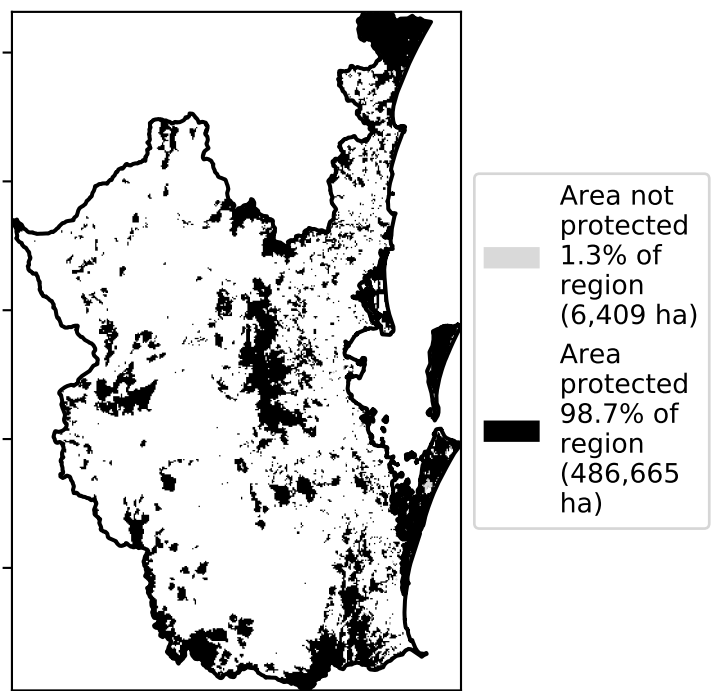 Area not
protected
1.3% of
region
(6,409 ha)
Area
protected
98.7% of
region
(486,665
ha)